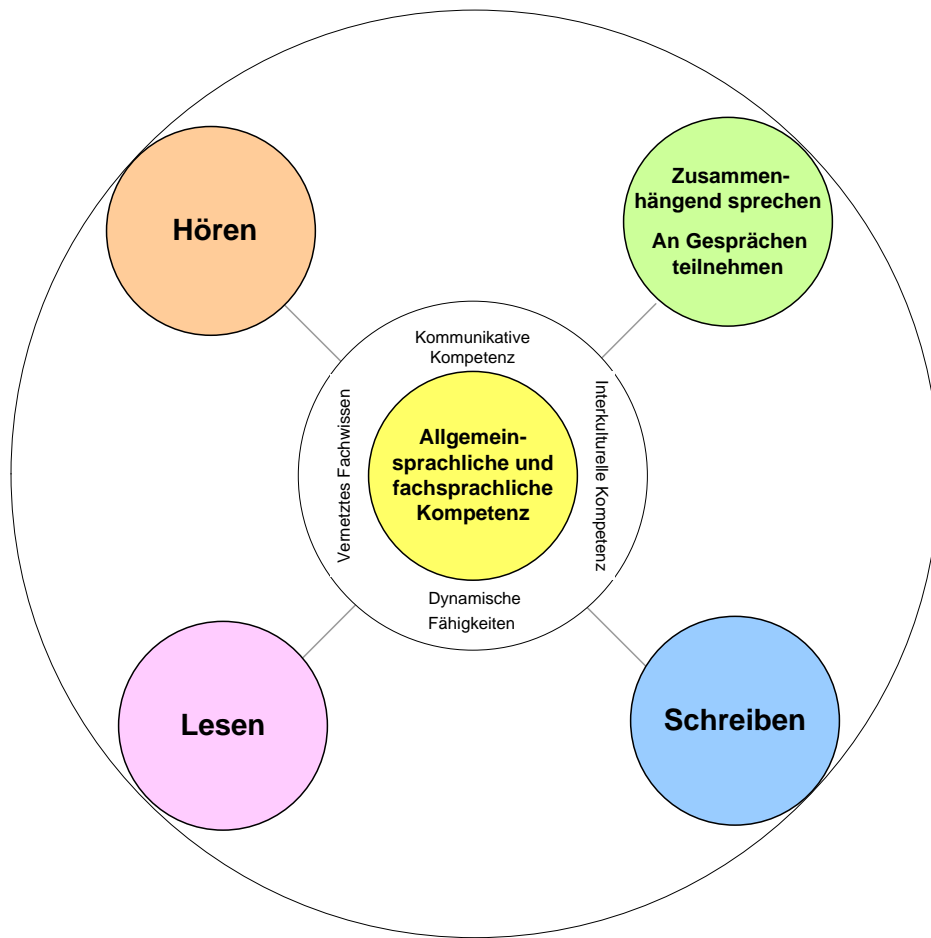 Hören
Zusammen-
hängend sprechen
An Gesprächen
teilnehmen
Kommunikative
Kompetenz
Vernetztes Fachwissen
Allgemein-
sprachliche und
fachsprachliche
Kompetenz
Interkulturelle Kompetenz
Dynamische
Fähigkeiten
Lesen
Schreiben